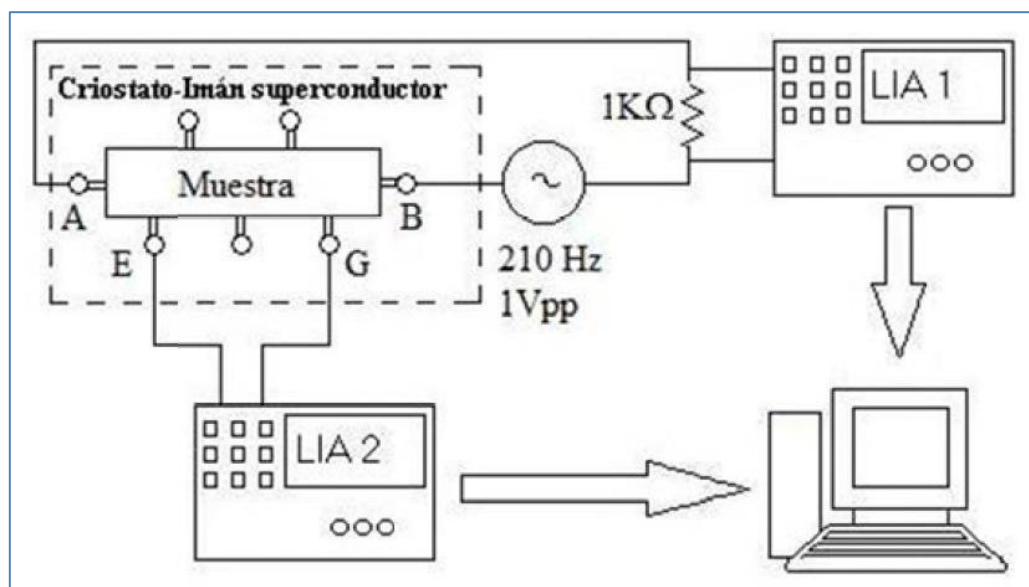 Criostato-Imán superconductor
1KΩ
LIA 1
Muestra
A
B
E
G
210 Hz
1Vpp
LIA 2